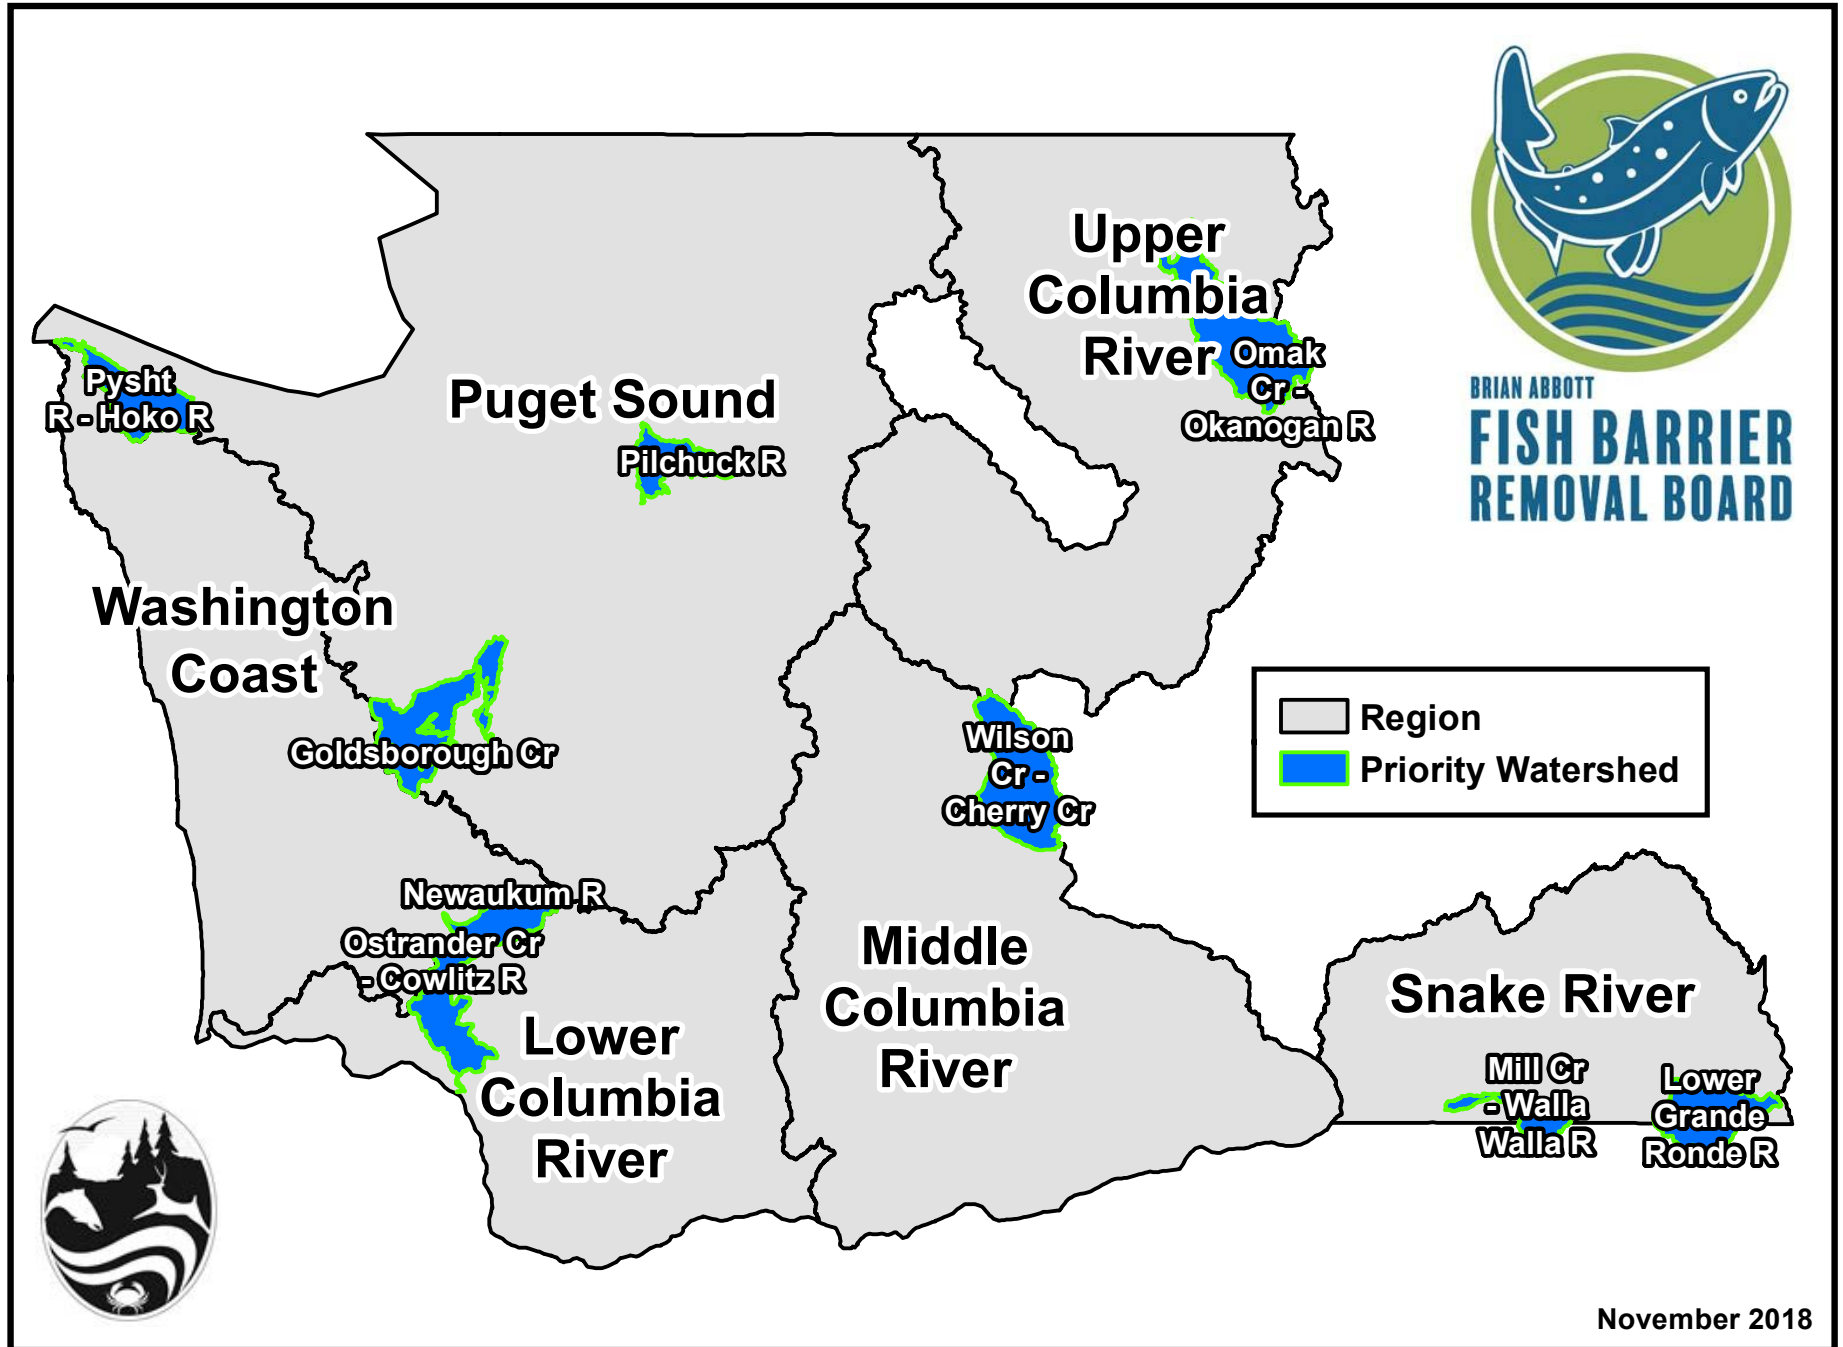 BRIAN ABBOTT
FISH BARRIER
REMOVAL BOARD
Upper
Columbia
River
Omak
Cr -
Okanogan R
Pysht
R - Hoko R
Puget Sound
Pilchuck R
Washington
Coast
Goldsborough Cr
Wilson
Cr -
Cherry Cr
Region
Priority Watershed
Newaukum R
Ostrander Cr
- Cowlitz R
Lower
Columbia
River
Middle
Columbia
River
Snake River
Mill Cr
- Walla
Walla R
Lower
Grande
Ronde R
November 2018